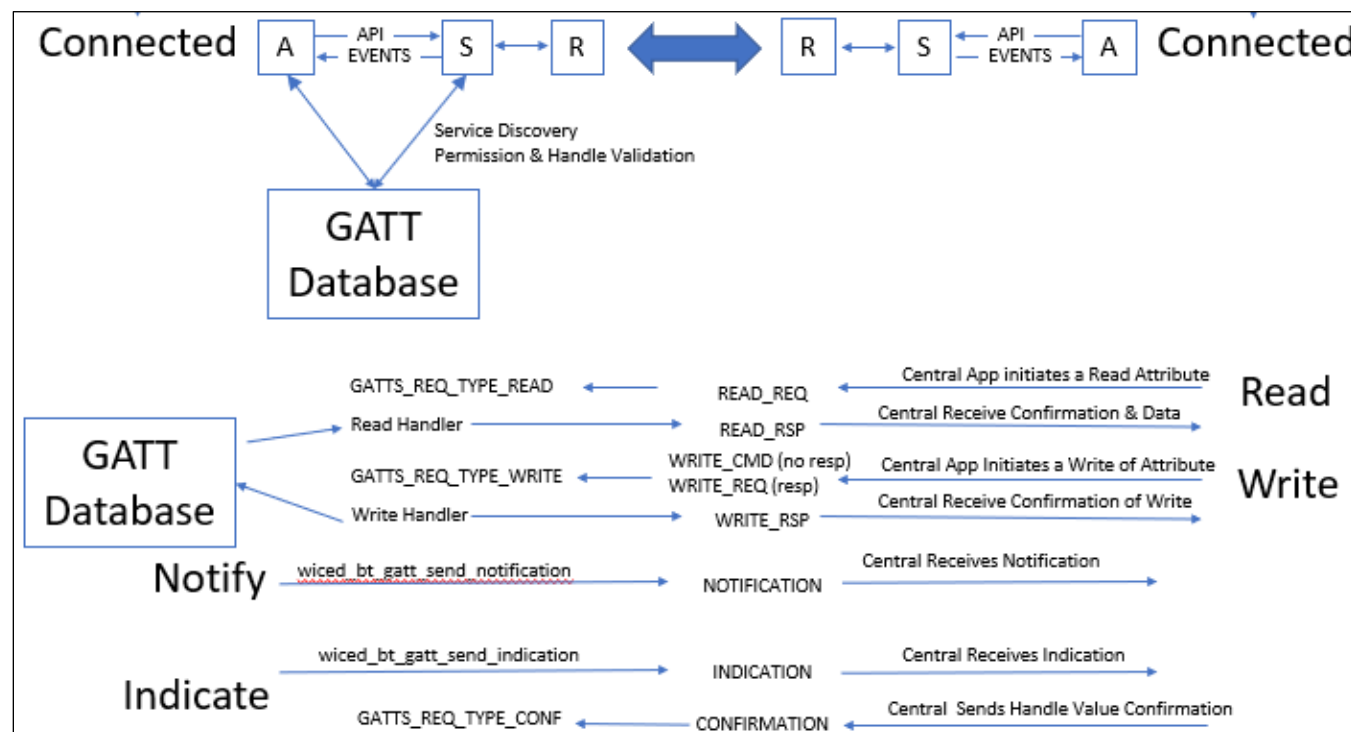 Connected
A
API
EVENTS
S
R
R
S
API
EVENTS
A
Connected
Service Discovery
Permission & Handle Validation
GATT
Database
GATTS_REQ_TYPE_READ
READ_REQ
Central App initiates a Read Attribute
Read
Read Handler
READ_RSP
Central Receive Confirmation & Data
GATT
Database
GATTS_REQ_TYPE_WRITE
WRITE_CMD (no resp)
WRITE_REQ (resp)
Central App Initiates a Write of Attribute
Write
Write Handler
WRITE_RSP
Central Receive Confirmation of Write
Notify
wiced_bt_gatt_send_notification
NOTIFICATION
Central Receives Notification
Indicate
wiced_bt_gatt_send_indication
INDICATION
Central Receives Indication
GATTS_REQ_TYPE_CONF
CONFIRMATION
Central Sends Handle Value Confirmation